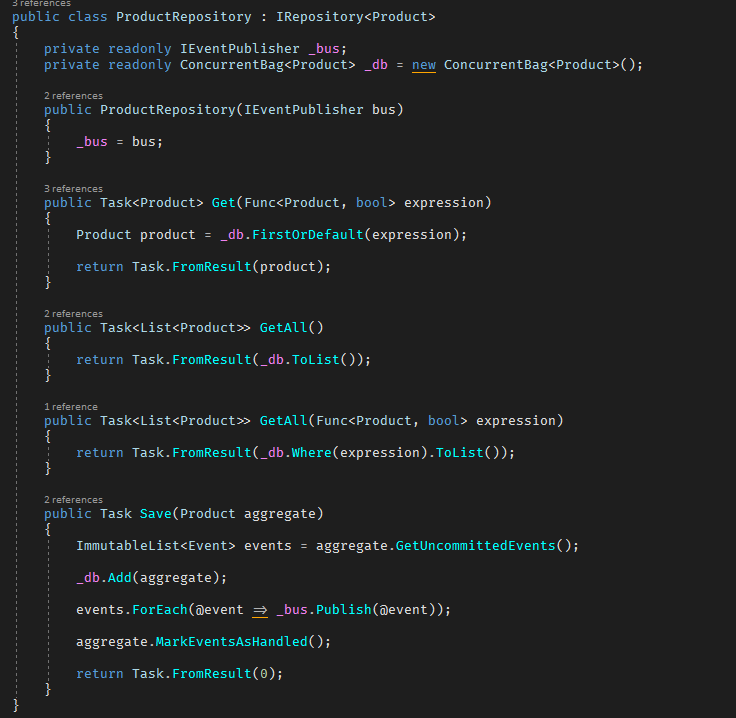 3 references
public class ProductRepository : IRepository<Product>
{
    private readonly IEventPublisher _bus;
    private readonly ConcurrentBag<Product> _db = new ConcurrentBag<Product>();
    2 references
    public ProductRepository(IEventPublisher bus)
    {
        _bus = bus;
    }
    3 references
    public Task<Product> Get(Func<Product, bool> expression)
    {
        Product product = _db.FirstOrDefault(expression);
        return Task.FromResult(product);
    }
    2 references
    public Task<List<Product>> GetAll()
    {
        return Task.FromResult(_db.ToList());
    }
    1 reference
    public Task<List<Product>> GetAll(Func<Product, bool> expression)
    {
        return Task.FromResult(_db.Where(expression).ToList());
    }
    2 references
    public Task Save(Product aggregate)
    {
        ImmutableList<Event> events = aggregate.GetUncommittedEvents();
        _db.Add(aggregate);
        events.ForEach(@event => _bus.Publish(@event));
        aggregate.MarkEventsAsHandled();
        return Task.FromResult(0);
    }
}